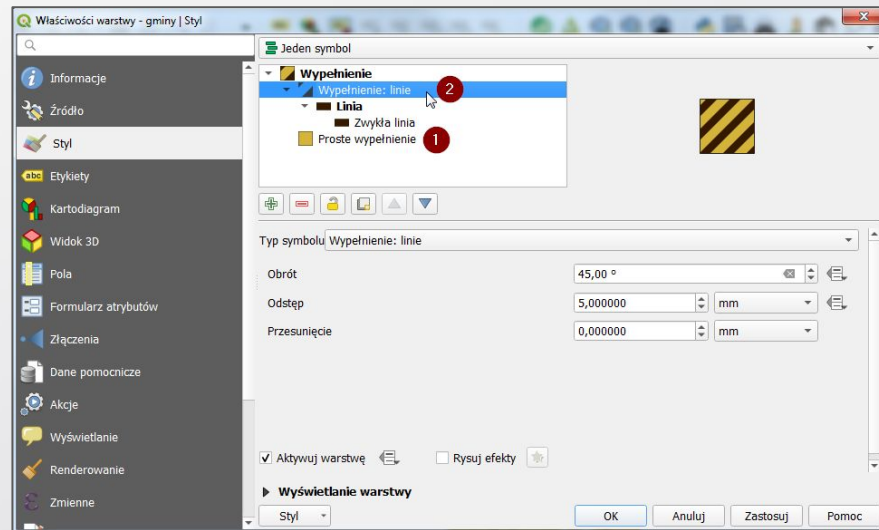 Właściwości warstwy - gminy | Styl
Informacje
Źródło
Styl
abc Etykiety
Kartodiagram
Widok 3D
Pola
Formularz atrybutów
Złączenia
Dane pomocnicze
Akcje
Wyświetlanie
Renderowanie
Zmienne
Jeden symbol
Wypełnienie
Wypełnienie: linie 2
Linia
Zwykła linia
Proste wypełnienie 1
Typ symbolu Wypełnienie: linie
Obrót 45,00 °
Odstęp 5,000000 mm
Przesunięcie 0,000000 mm
Aktywuj warstwę Rysuj efekty
Wyświetlanie warstwy
Styl OK Anuluj Zastosuj Pomoc